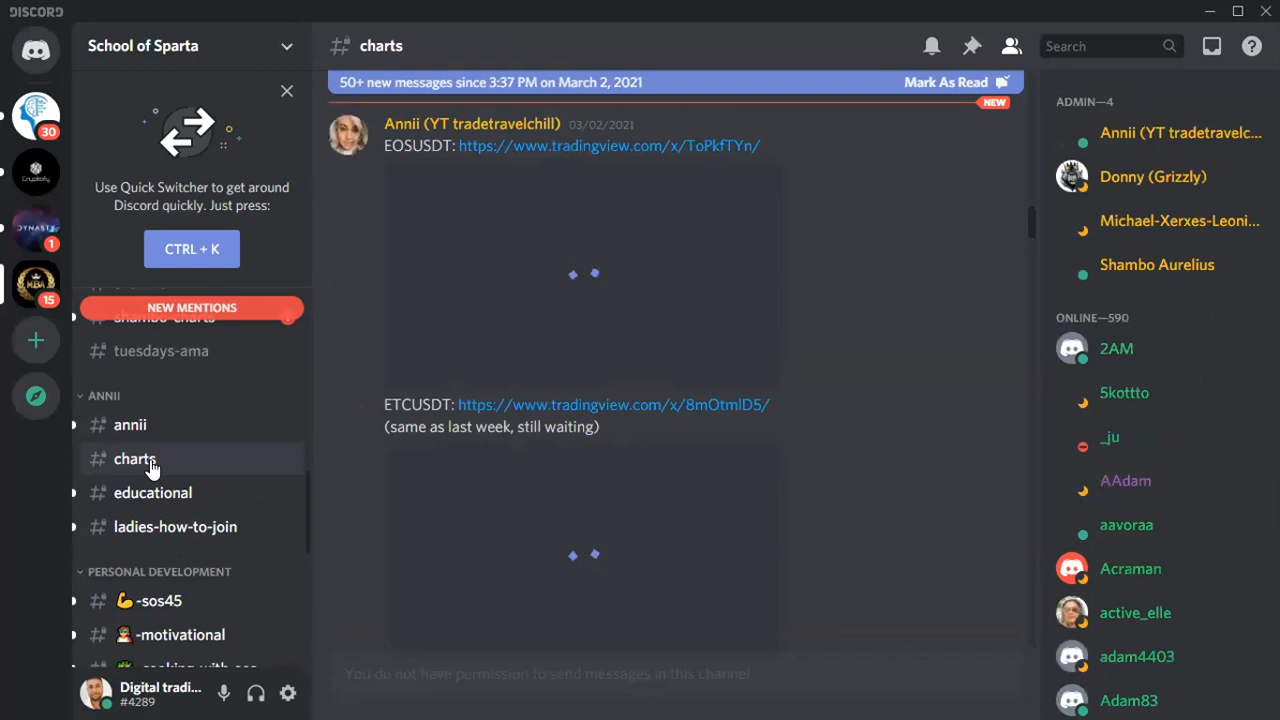 DISCORD
School of Sparta
charts
Search
50+ new messages since 3:37 PM on March 2, 2021
Mark As Read
NEW
30
Cryptofy
DYNASTY
1
MBA
15
Use Quick Switcher to get around
Discord quickly. Just press:
CTRL + K
NEW MENTIONS
shambo-charts
tuesdays-ama
ANNII
annii
charts
educational
ladies-how-to-join
PERSONAL DEVELOPMENT
-sos45
-motivational
Digital tradi...
#4289
Annii (YT tradetravelchill) 03/02/2021
EOSUSDT: https://www.tradingview.com/x/ToPkfTYn/
ETCUSDT: https://www.tradingview.com/x/8mOtmlD5/
(same as last week, still waiting)
You do not have permission to send messages in this channel.
ADMIN—4
Annii (YT tradetravelc...
Donny (Grizzly)
Michael-Xerxes-Leoni...
Shambo Aurelius
ONLINE—590
2AM
5kottto
_ju
AAdam
aavoraa
Acraman
active_elle
adam4403
Adam83